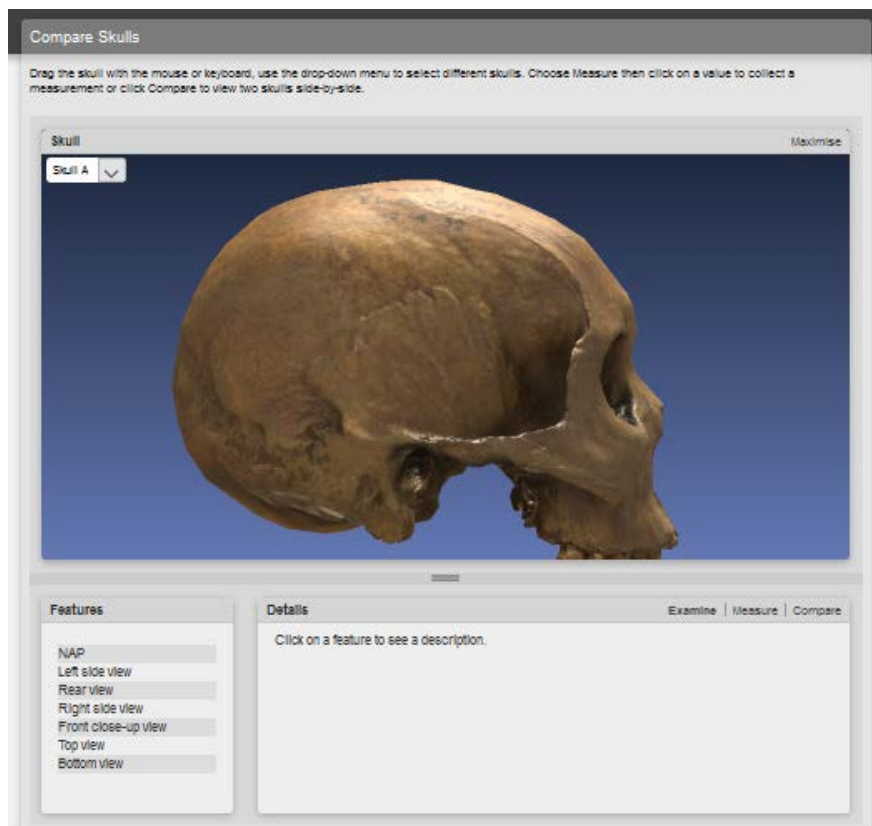 Compare Skulls
Drag the skull with the mouse or keyboard, use the drop-down menu to select different skulls. Choose Measure then click on a value to collect a
measurement or click Compare to view two skulls side-by-side.
Skull
Maximise
Skull A
Features
NAP
Left side view
Rear view
Right side view
Front close-up view
Top view
Bottom view
Details
Examine | Measure | Compare
Click on a feature to see a description.